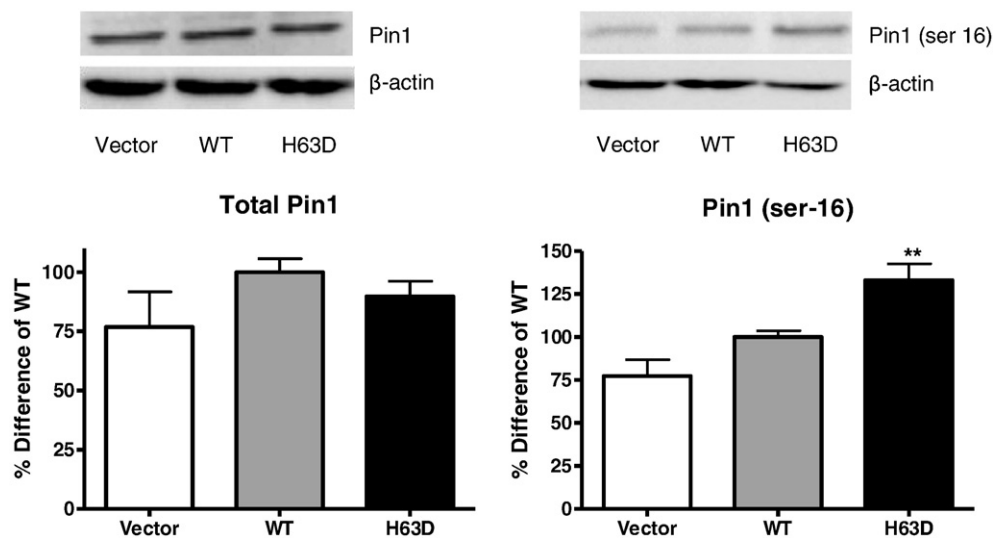 Pin1
β-actin
Vector WT H63D
Pin1 (ser 16)
β-actin
Vector WT H63D
Total Pin1
% Difference of WT
100
75
50
25
0
Vector WT H63D
Pin1 (ser-16)
% Difference of WT
150
125
100
75
50
25
0
**
Vector WT H63D